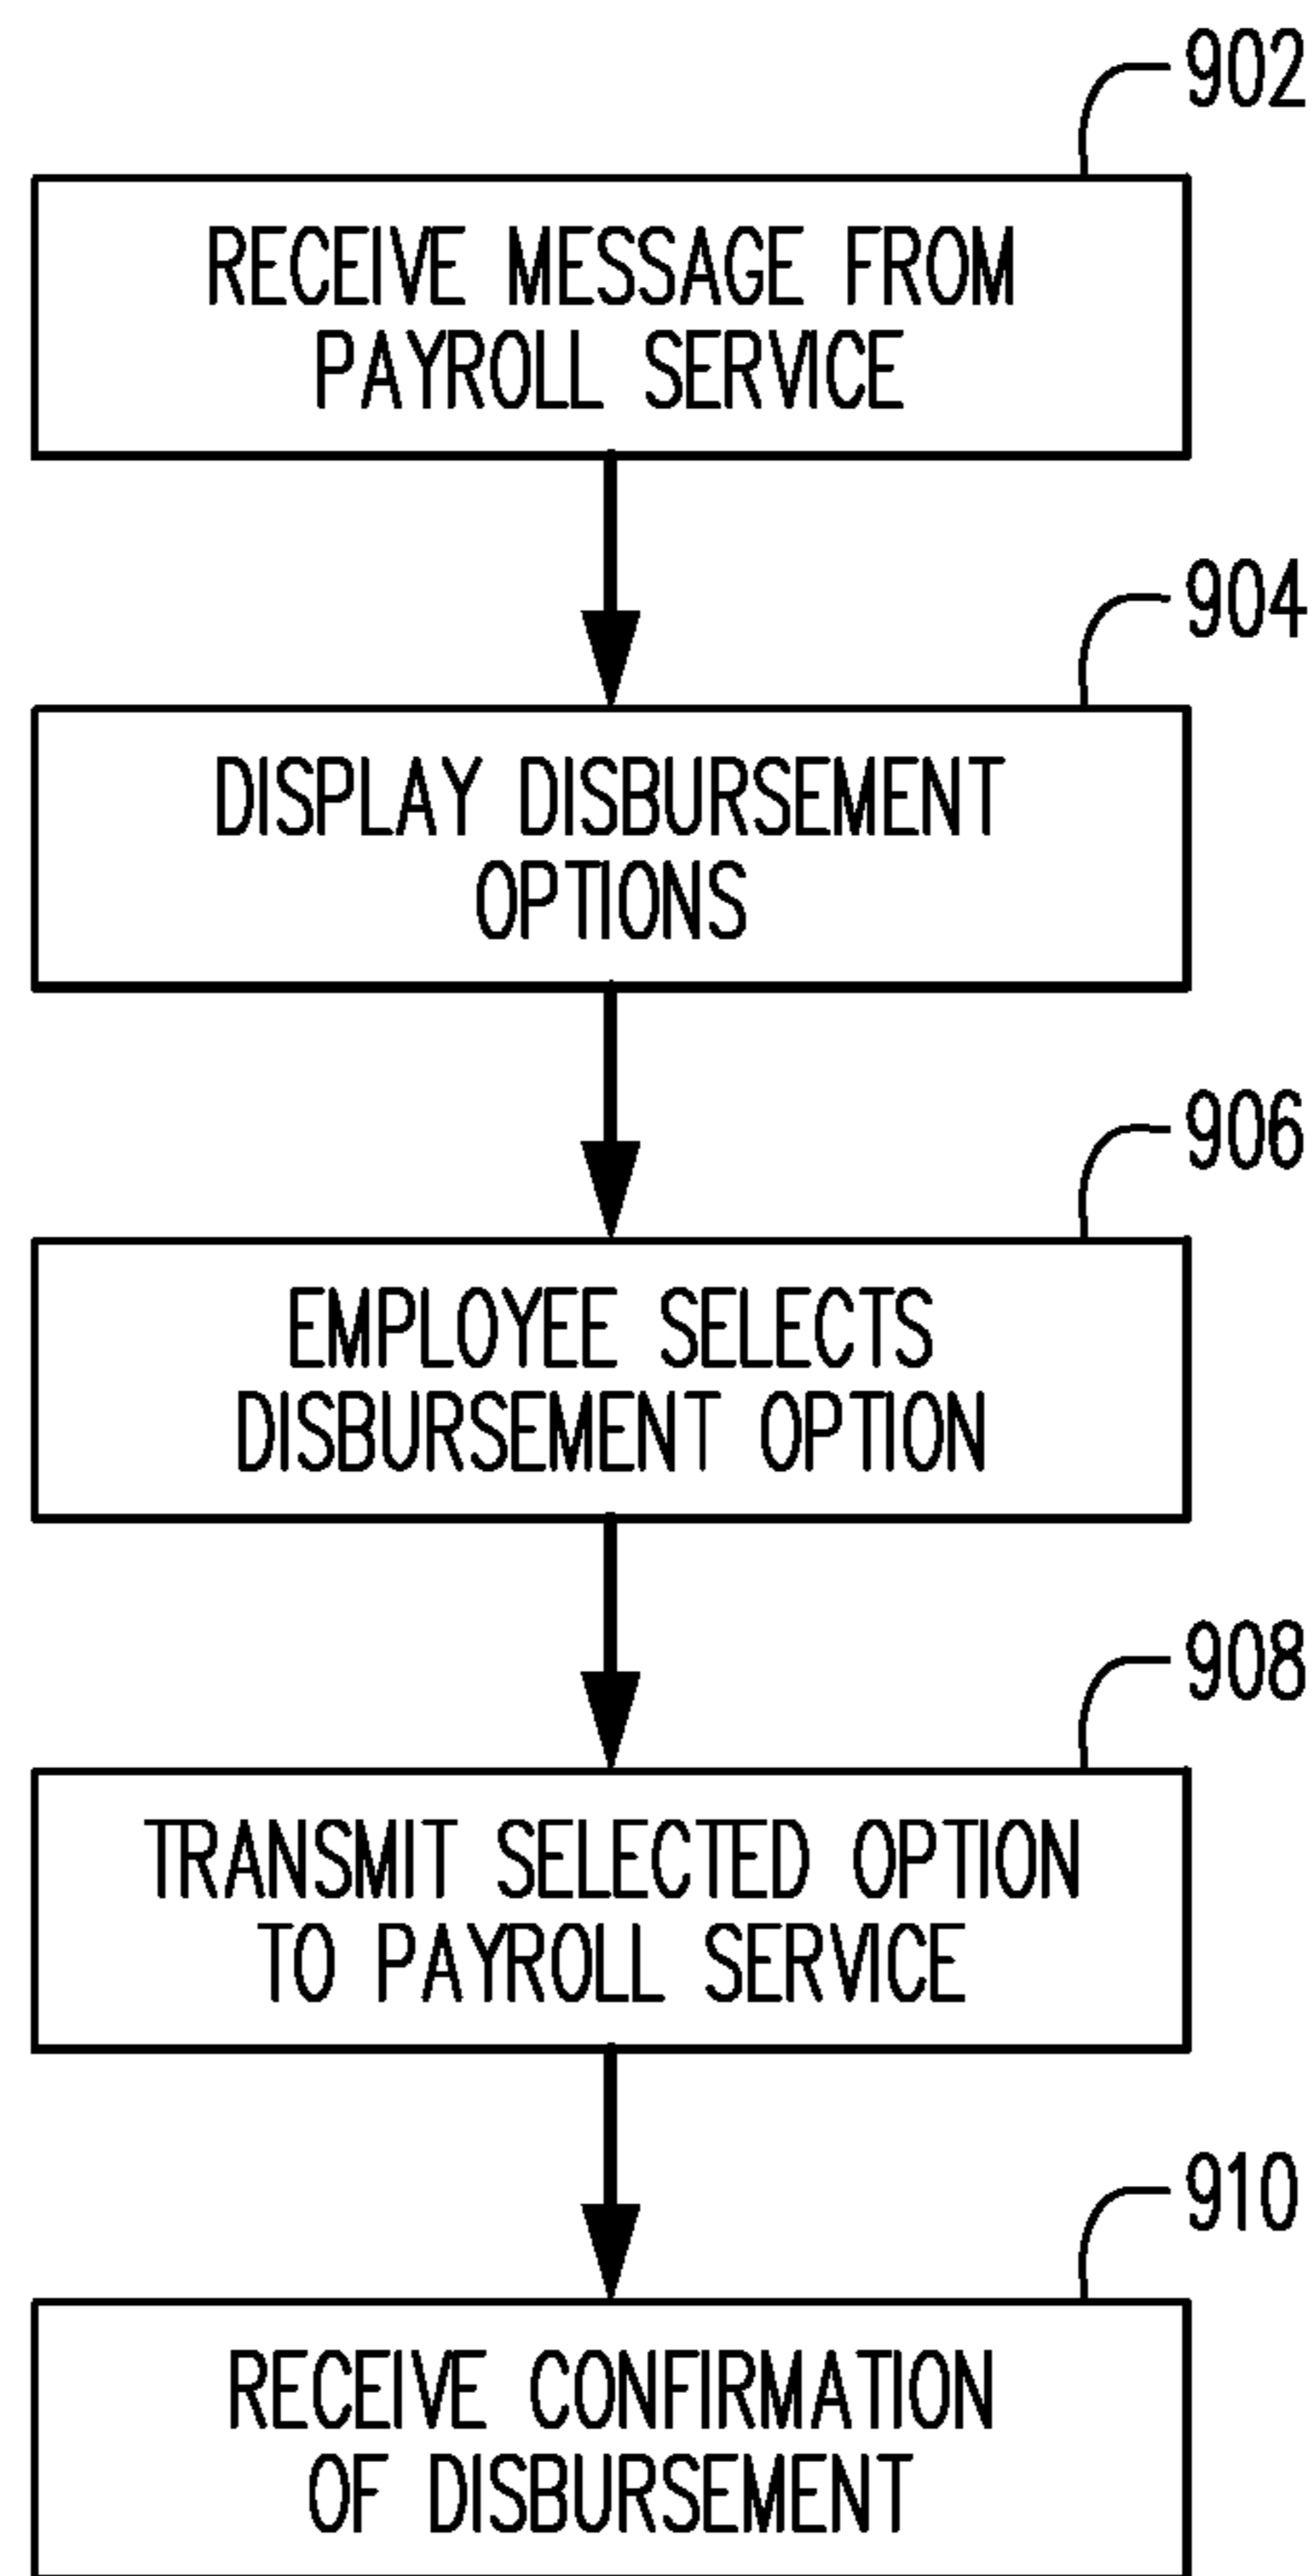 902
RECEIVE MESSAGE FROM
PAYROLL SERVICE
904
DISPLAY DISBURSEMENT
OPTIONS
906
EMPLOYEE SELECTS
DISBURSEMENT OPTION
908
TRANSMIT SELECTED OPTION
TO PAYROLL SERVICE
910
RECEIVE CONFIRMATION
OF DISBURSEMENT